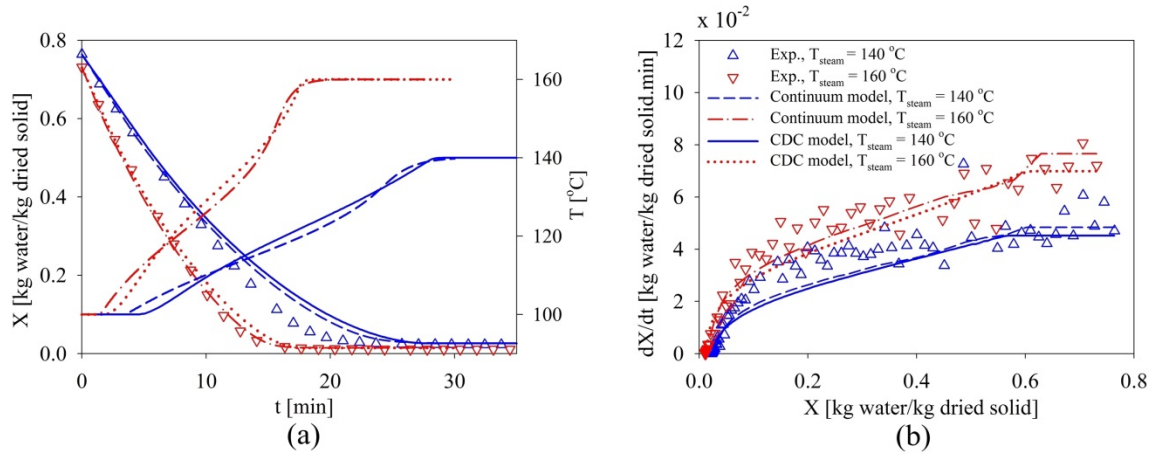 0.8
0.6
0.4
0.2
0.0
X [kg water/kg dried solid]
160
140
120
100
T [°C]
0 10 20 30
t [min]
(a)
x 10⁻²
12
10
8
6
4
2
0
dX/dt [kg water/kg dried solid.min]
Exp., T_steam = 140 °C
Exp., T_steam = 160 °C
Continuum model, T_steam = 140 °C
Continuum model, T_steam = 160 °C
CDC model, T_steam = 140 °C
CDC model, T_steam = 160 °C
0.0 0.2 0.4 0.6 0.8
X [kg water/kg dried solid]
(b)